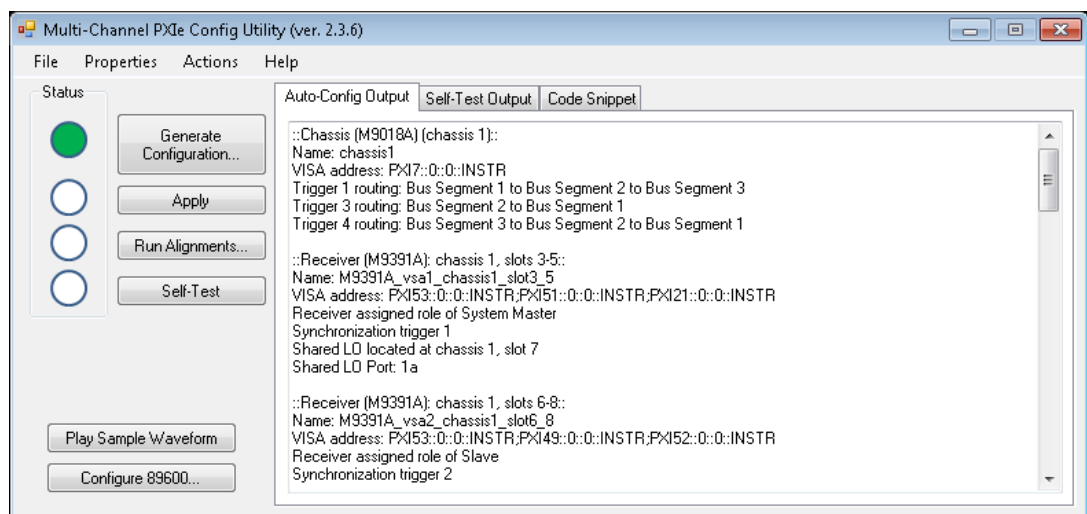 Multi-Channel PXIe Config Utility (ver. 2.3.6)
File Properties Actions Help
Status
Generate
Configuration...
Apply
Run Alignments...
Self-Test
Play Sample Waveform
Configure 89600...
Auto-Config Output Self-Test Output Code Snippet
::Chassis (M9018A) (chassis 1)::
Name: chassis1
VISA address: PXI7::0::0::INSTR
Trigger 1 routing: Bus Segment 1 to Bus Segment 2 to Bus Segment 3
Trigger 3 routing: Bus Segment 2 to Bus Segment 1
Trigger 4 routing: Bus Segment 3 to Bus Segment 2 to Bus Segment 1
::Receiver (M9391A): chassis 1, slots 3-5::
Name: M9391A_vsa1_chassis1_slot3_5
VISA address: PXI53::0::0::INSTR;PXI51::0::0::INSTR;PXI21::0::0::INSTR
Receiver assigned role of System Master
Synchronization trigger 1
Shared LO located at chassis 1, slot 7
Shared LO Port: 1a
::Receiver (M9391A): chassis 1, slots 6-8::
Name: M9391A_vsa2_chassis1_slot6_8
VISA address: PXI53::0::0::INSTR;PXI49::0::0::INSTR;PXI52::0::0::INSTR
Receiver assigned role of Slave
Synchronization trigger 2